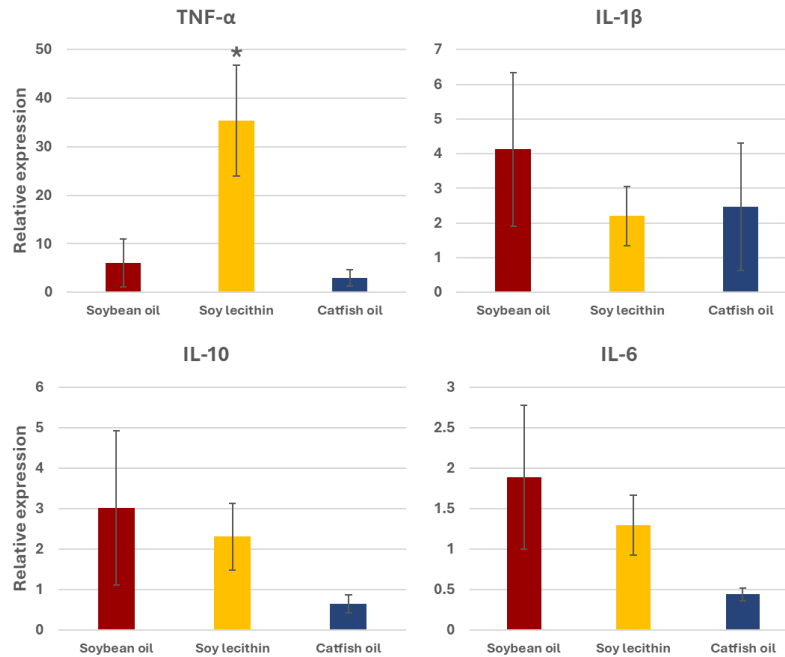 TNF-α
*
50
40
30
20
10
0
Relative expression
Soybean oil Soy lecithin Catfish oil
IL-1β
7
6
5
4
3
2
1
0
Soybean oil Soy lecithin Catfish oil
IL-10
6
5
4
3
2
1
0
Relative expression
Soybean oil Soy lecithin Catfish oil
IL-6
3
2.5
2
1.5
1
0.5
0
Soybean oil Soy lecithin Catfish oil